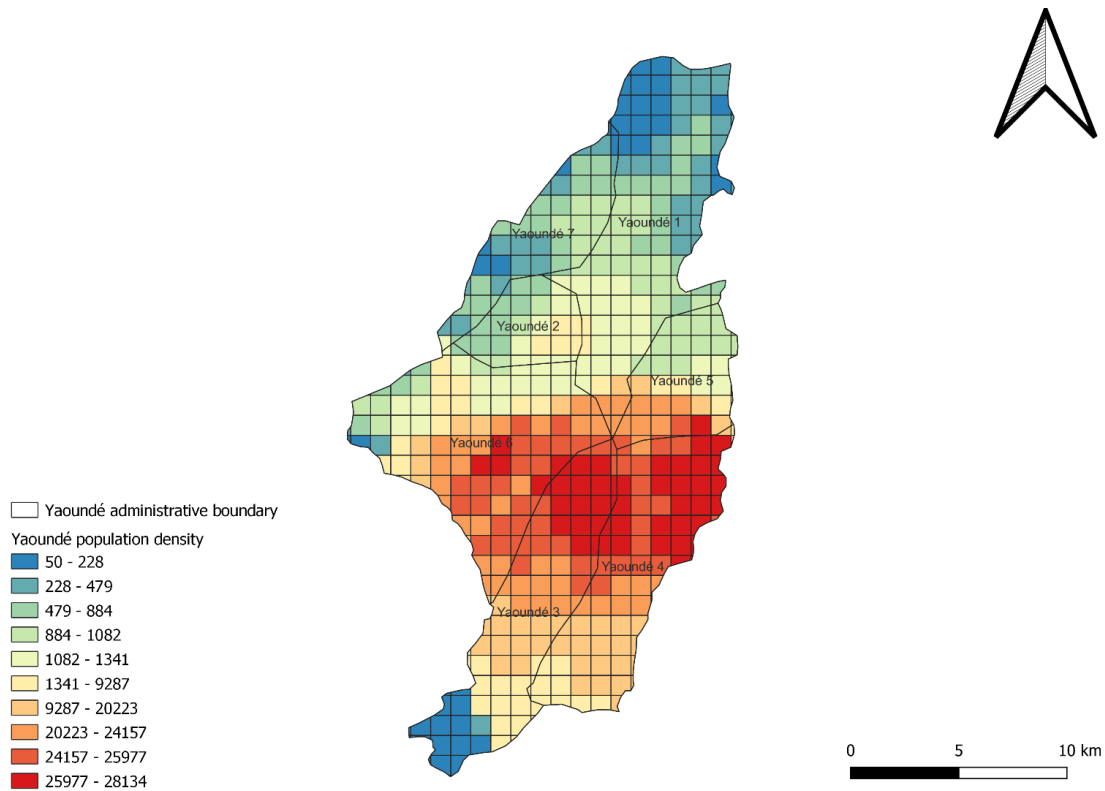 Yaoundé 1
Yaoundé 7
Yaoundé 2
Yaoundé 5
Yaoundé 6
Yaoundé 4
Yaoundé 3
Yaoundé administrative boundary
Yaoundé population density
50 - 228
228 - 479
479 - 884
884 - 1082
1082 - 1341
1341 - 9287
9287 - 20223
20223 - 24157
24157 - 25977
25977 - 28134
0 5 10 km